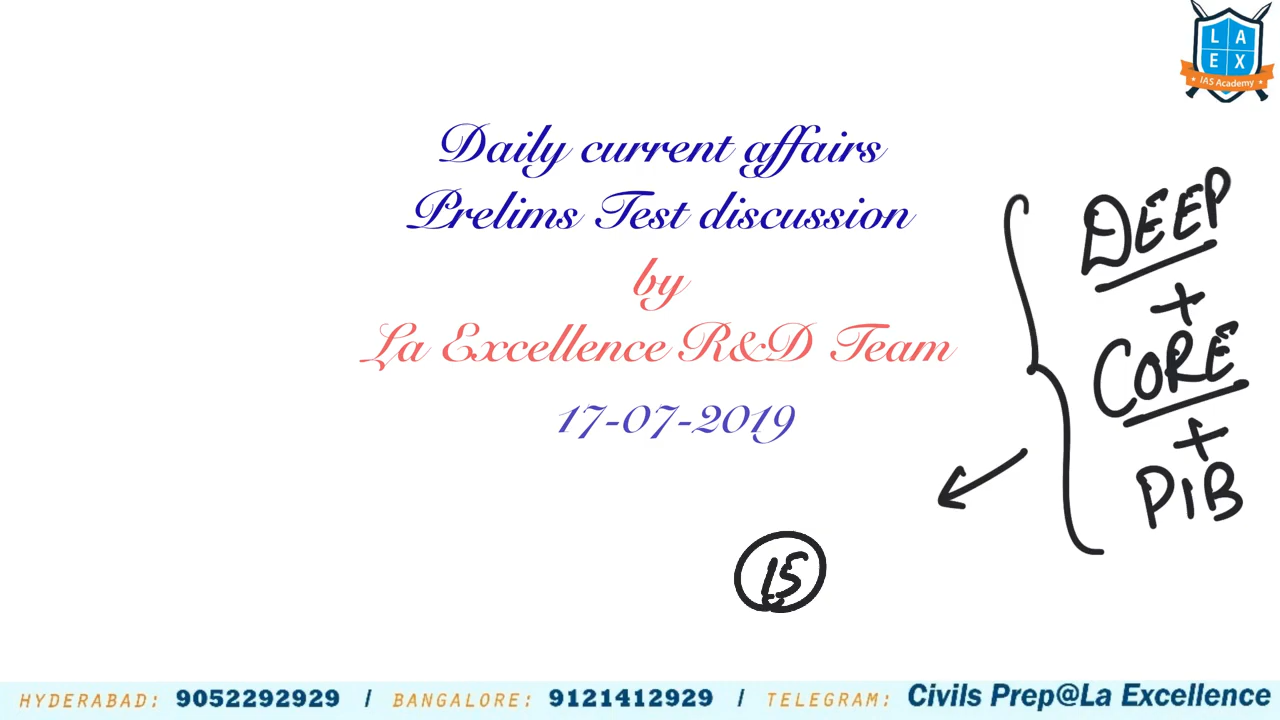 L A
E X
IAS Academy
Daily current affairs
Prelims Test discussion
by
La Excellence R&D Team
17-07-2019
DEEP
+
CORE
+
PIB
15
HYDERABAD: 9052292929 / BANGALORE: 9121412929 / TELEGRAM: Civils Prep@La Excellence